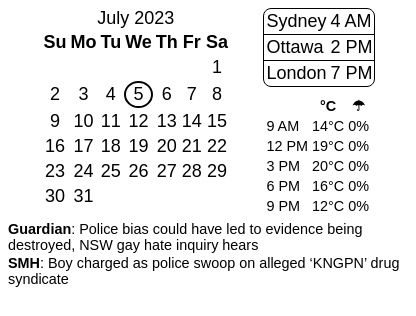 July 2023
Su Mo Tu We Th Fr Sa
1
2 3 4 5 6 7 8
9 10 11 12 13 14 15
16 17 18 19 20 21 22
23 24 25 26 27 28 29
30 31
Sydney 4 AM
Ottawa 2 PM
London 7 PM
°C ☂
9 AM 14°C 0%
12 PM 19°C 0%
3 PM 20°C 0%
6 PM 16°C 0%
9 PM 12°C 0%
Guardian: Police bias could have led to evidence being
destroyed, NSW gay hate inquiry hears
SMH: Boy charged as police swoop on alleged ‘KNGPN’ drug
syndicate